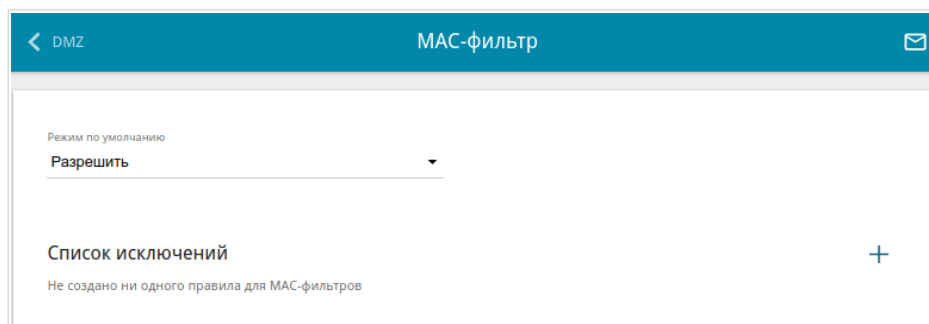 DMZ
MAC-фильтр
Режим по умолчанию
Разрешить
Список исключений
Не создано ни одного правила для MAC-фильтров